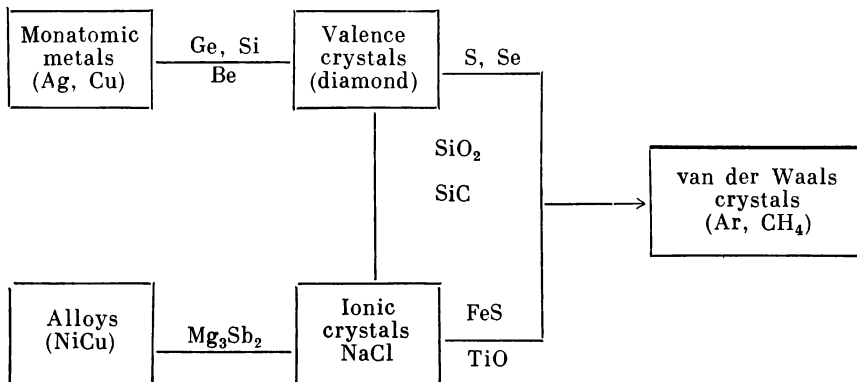 Monatomic
metals
(Ag, Cu)
Ge, Si
Be
Valence
crystals
(diamond)
S, Se
SiO₂
SiC
van der Waals
crystals
(Ar, CH₄)
Alloys
(NiCu)
Mg₃Sb₂
Ionic
crystals
NaCl
FeS
TiO